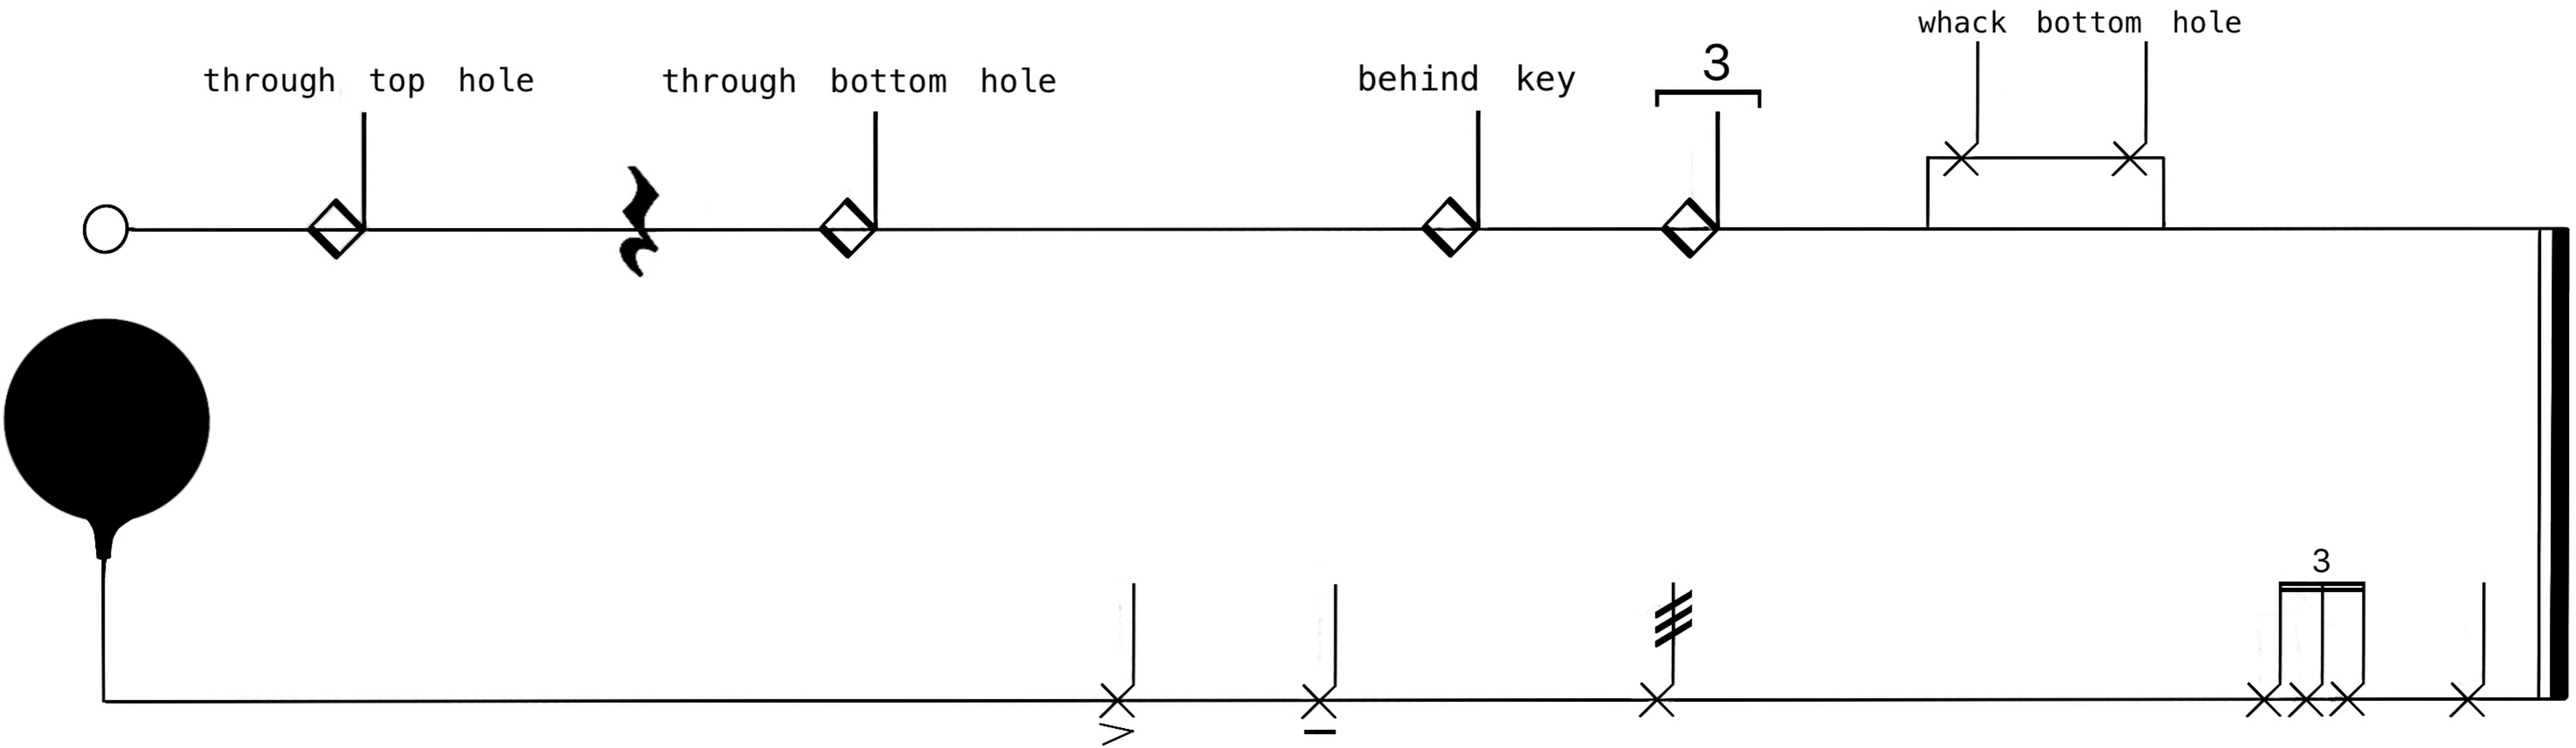 whack bottom hole
through top hole
through bottom hole
behind key
3
3